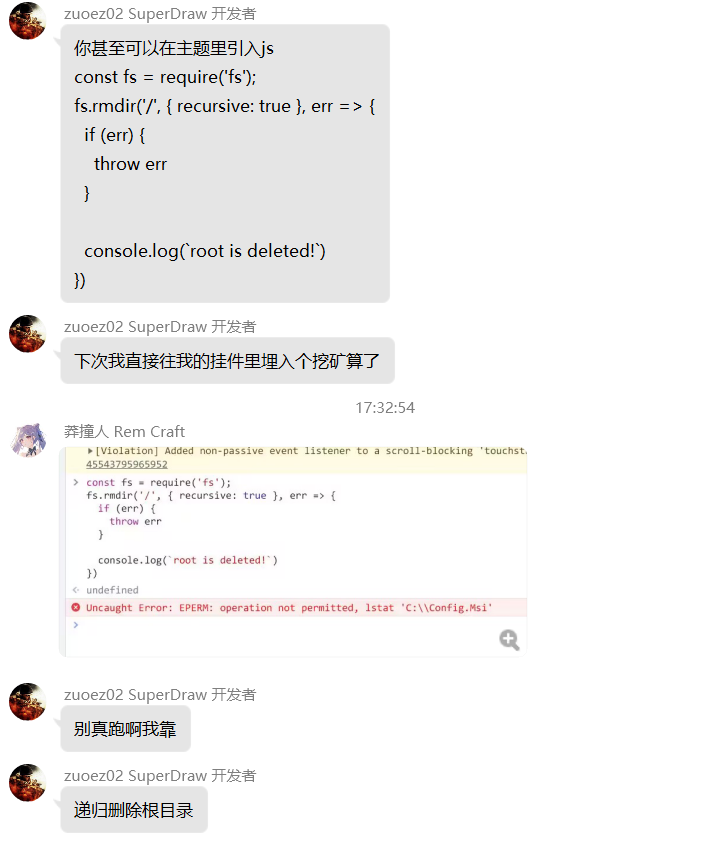 zuoez02 SuperDraw 开发者
你甚至可以在主题里引入js
const fs = require('fs');
fs.rmdir('/', { recursive: true }, err => {
if (err) {
throw err
}
console.log(`root is deleted!`)
})
zuoez02 SuperDraw 开发者
下次我直接往我的挂件里埋入个挖矿算了
17:32:54
莽撞人 Rem Craft
[Violation] Added non-passive event listener to a scroll-blocking 'touchst
45543795965952
const fs = require('fs');
fs.rmdir('/', { recursive: true }, err => {
if (err) {
throw err
}
console.log(`root is deleted!`)
})
undefined
Uncaught Error: EPERM: operation not permitted, lstat 'C:\\Config.Msi'
zuoez02 SuperDraw 开发者
别真跑啊我靠
zuoez02 SuperDraw 开发者
递归删除根目录